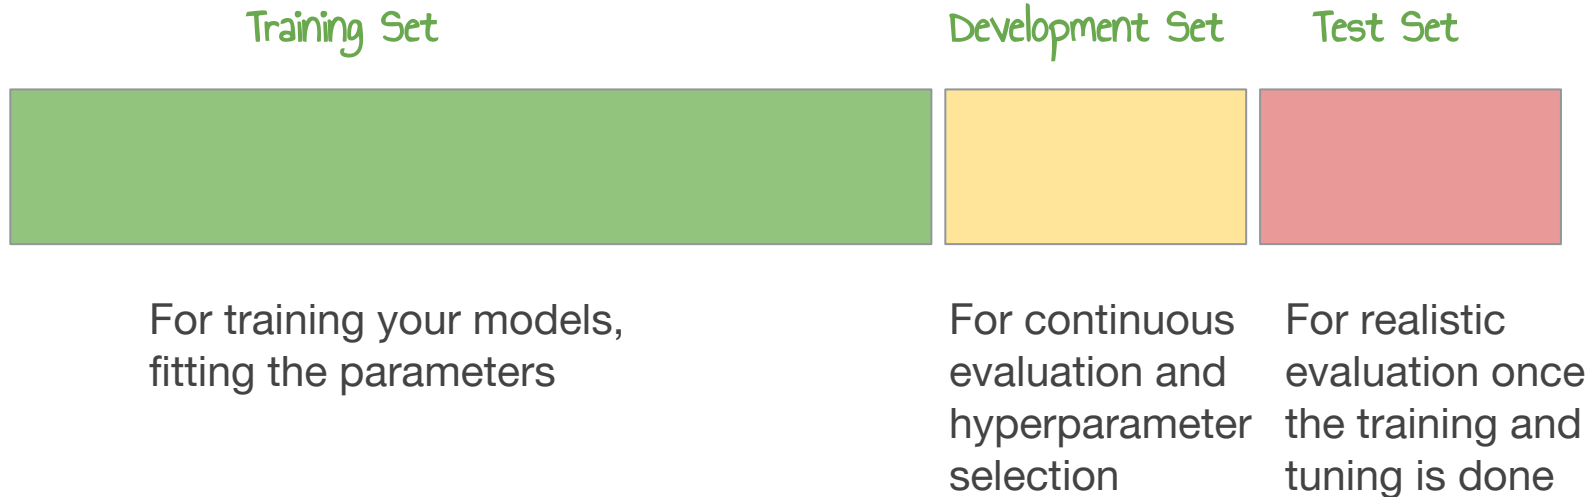 Training Set
Development Set
Test Set
For training your models,
fitting the parameters
For continuous
evaluation and
hyperparameter
selection
For realistic
evaluation once
the training and
tuning is done